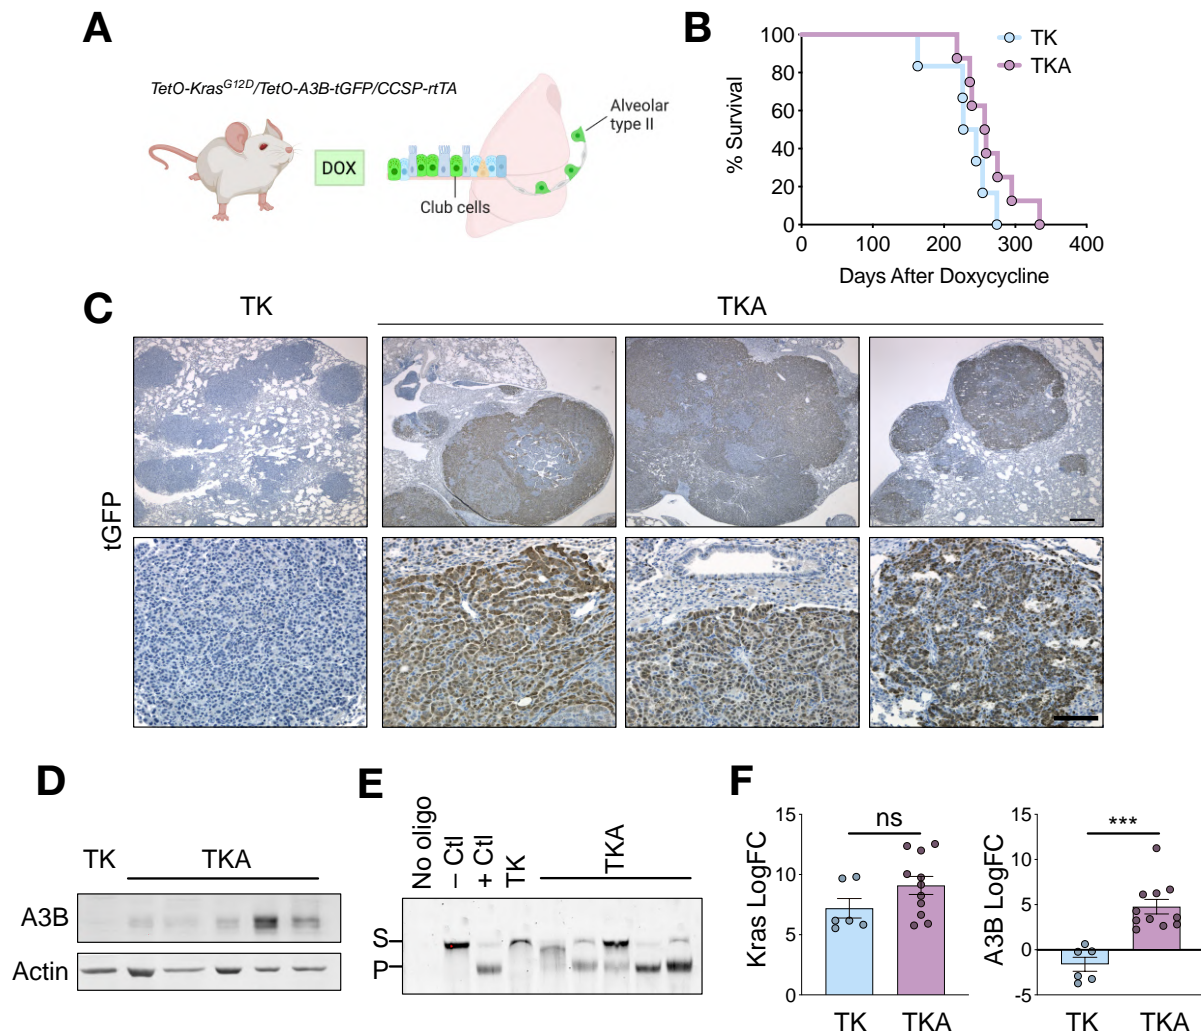 A
TetO-Kras^G12D/TetO-A3B-tGFP/CCSP-rtTA
DOX
Alveolar
type II
Club cells
B
100
80
60
40
20
0
% Survival
0 100 200 300 400
Days After Doxycycline
TK
TKA
C
TK
TKA
tGFP
D
TK
TKA
A3B
Actin
E
No oligo
– Ctl
+ Ctl
TK
TKA
S
P
F
Kras LogFC
15
10
5
0
ns
TK TKA
A3B LogFC
15
10
5
0
-5
***
TK TKA